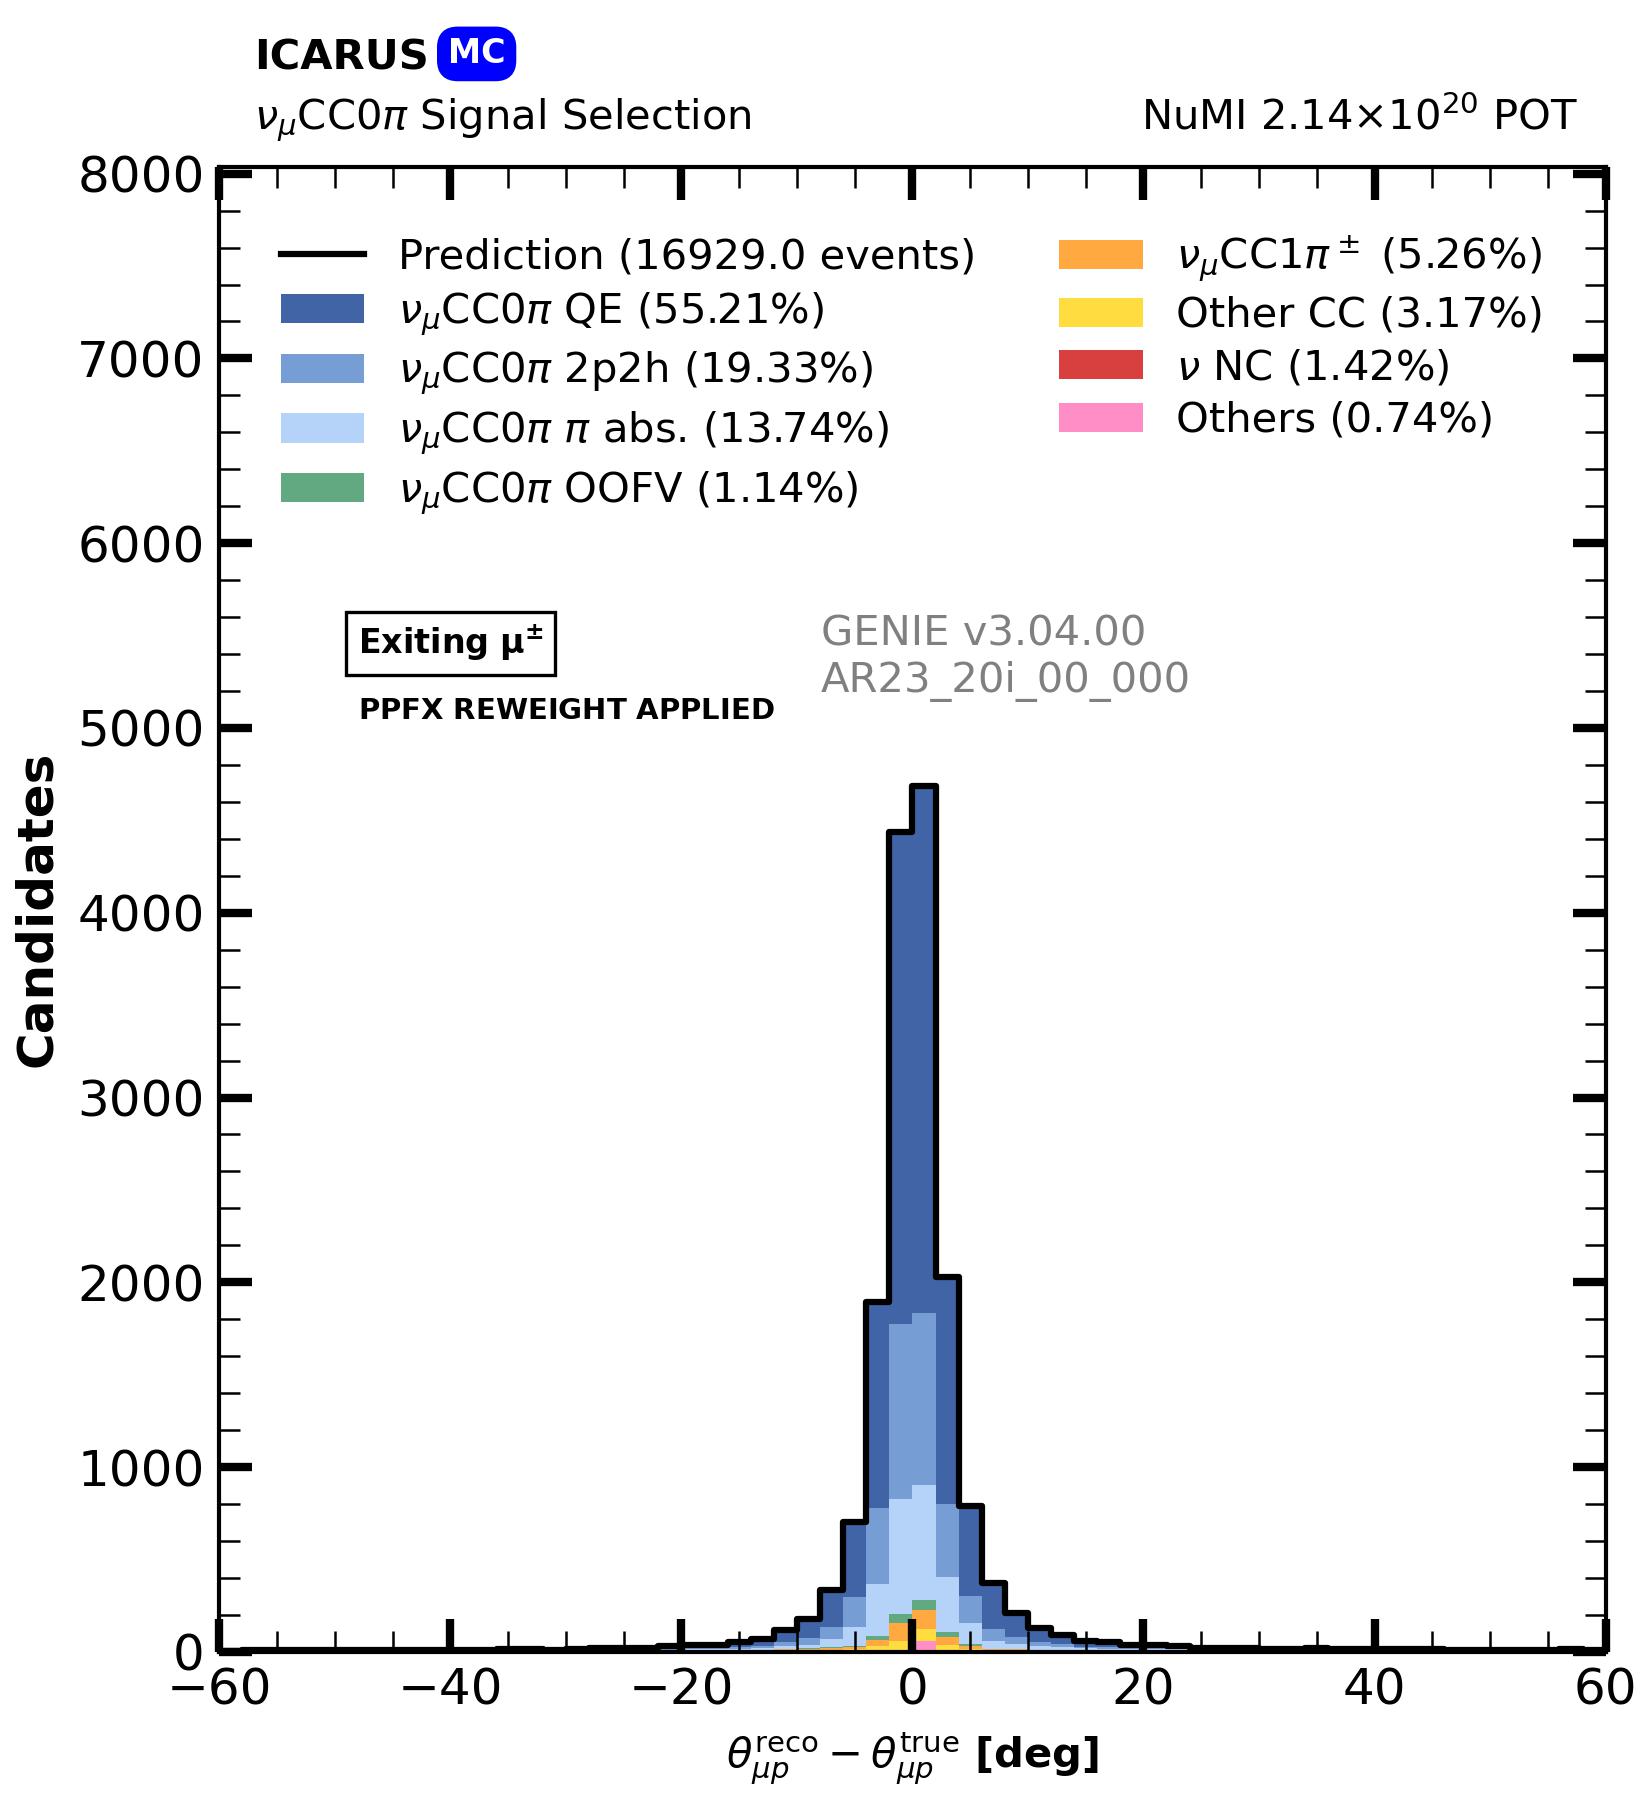 ICARUS MC
νμCC0π Signal Selection
NuMI 2.14×10²⁰ POT
Prediction (16929.0 events)
νμCC0π QE (55.21%)
νμCC0π 2p2h (19.33%)
νμCC0π π abs. (13.74%)
νμCC0π OOFV (1.14%)
νμCC1π± (5.26%)
Other CC (3.17%)
ν NC (1.42%)
Others (0.74%)
Exiting μ±
PPFX REWEIGHT APPLIED
GENIE v3.04.00
AR23_20i_00_000
Candidates
8000
7000
6000
5000
4000
3000
2000
1000
0
−60 −40 −20 0 20 40 60
θ^reco_μp − θ^true_μp [deg]